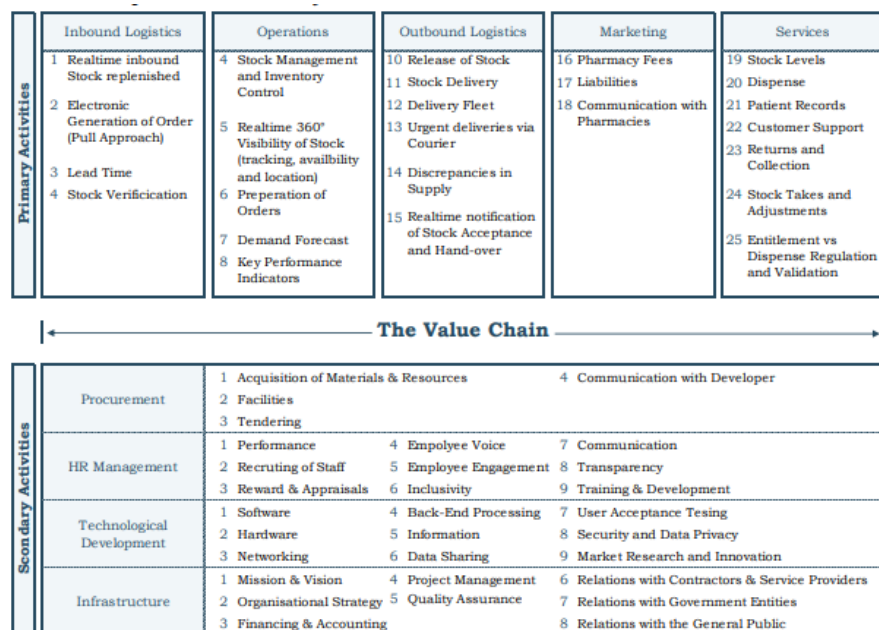 Inbound Logistics
1 Realtime inbound
Stock replenished
2 Electronic
Generation of Order
(Pull Approach)
3 Lead Time
4 Stock Verificication
Operations
4 Stock Management
and Inventory
Control
5 Realtime 360°
Visibility of Stock
(tracking, availbility
and location)
6 Preperation of
Orders
7 Demand Forecast
8 Key Performance
Indicators
Outbound Logistics
10 Release of Stock
11 Stock Delivery
12 Delivery Fleet
13 Urgent deliveries via
Courier
14 Discrepancies in
Supply
15 Realtime notification
of Stock Acceptance
and Hand-over
Marketing
16 Pharmacy Fees
17 Liabilities
18 Communication with
Pharmacies
Services
19 Stock Levels
20 Dispense
21 Patient Records
22 Customer Support
23 Returns and
Collection
24 Stock Takes and
Adjustments
25 Entitlement vs
Dispense Regulation
and Validation
Primary Activities
The Value Chain
Scondary Activities
Procurement
1 Acquisition of Materials & Resources
2 Facilities
3 Tendering
4 Communication with Developer
HR Management
1 Performance
2 Recruting of Staff
3 Reward & Appraisals
4 Empolyee Voice
5 Employee Engagement
6 Inclusivity
7 Communication
8 Transparency
9 Training & Development
Technological
Development
1 Software
2 Hardware
3 Networking
4 Back-End Processing
5 Information
6 Data Sharing
7 User Acceptance Tesing
8 Security and Data Privacy
9 Market Research and Innovation
Infrastructure
1 Mission & Vision
2 Organisational Strategy
3 Financing & Accounting
4 Project Management
5 Quality Assurance
6 Relations with Contractors & Service Providers
7 Relations with Government Entities
8 Relations with the General Public